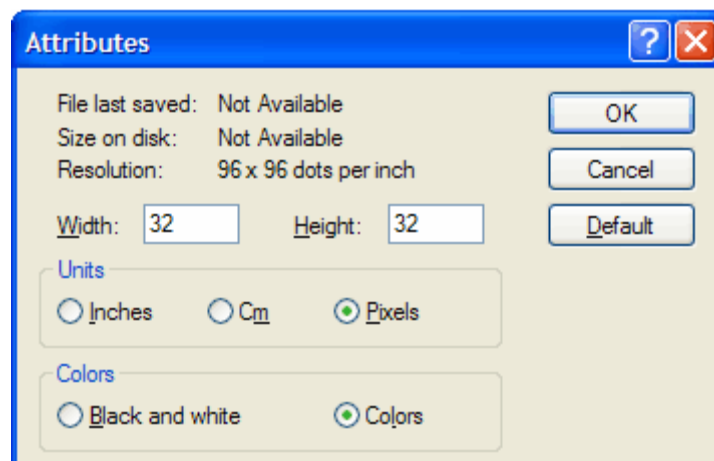 Attributes
File last saved: Not Available
Size on disk: Not Available
Resolution: 96 x 96 dots per inch
OK
Cancel
Width: 32 Height: 32 Default
Units
Inches Cm Pixels
Colors
Black and white Colors